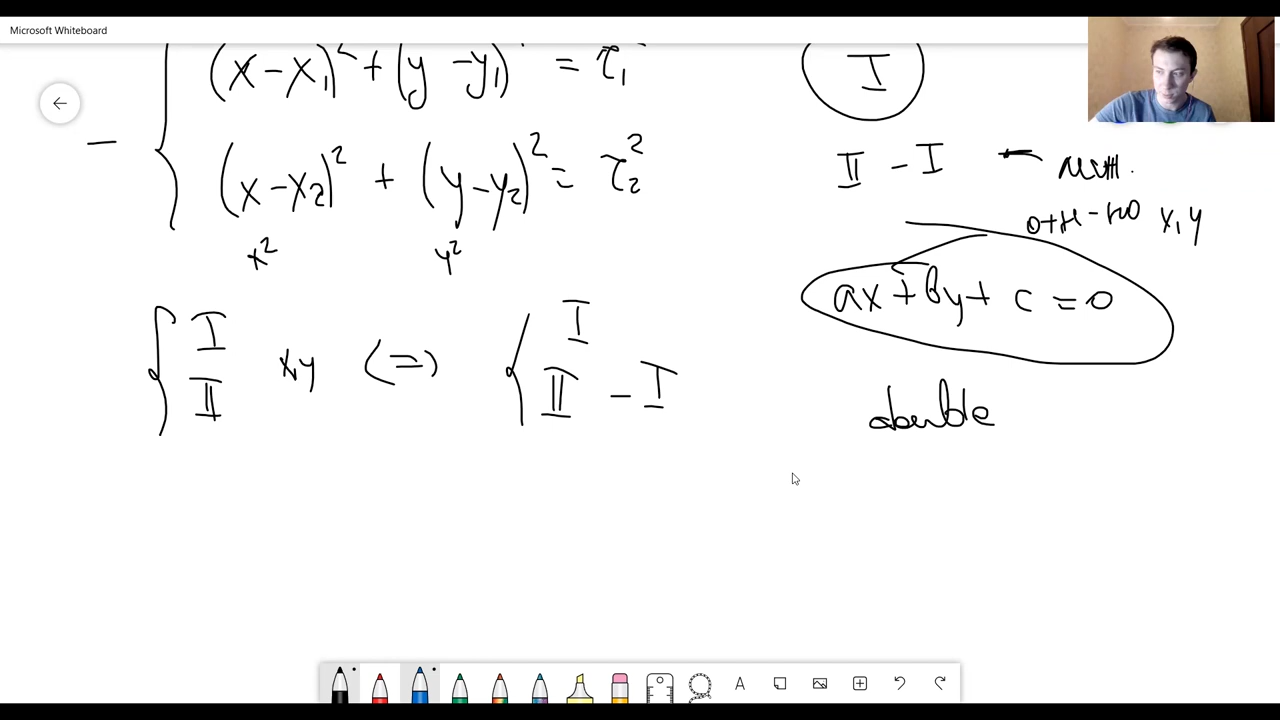 Microsoft Whiteboard
(x-x₁)² + (y-y₁)² = r₁²
I
- { (x-x₂)² + (y-y₂)² = r₂²
x² y²
II - I ← лин.
отн-но x, y
ax + by + c = 0
{ I II x, y <=> { I II - I
double
A